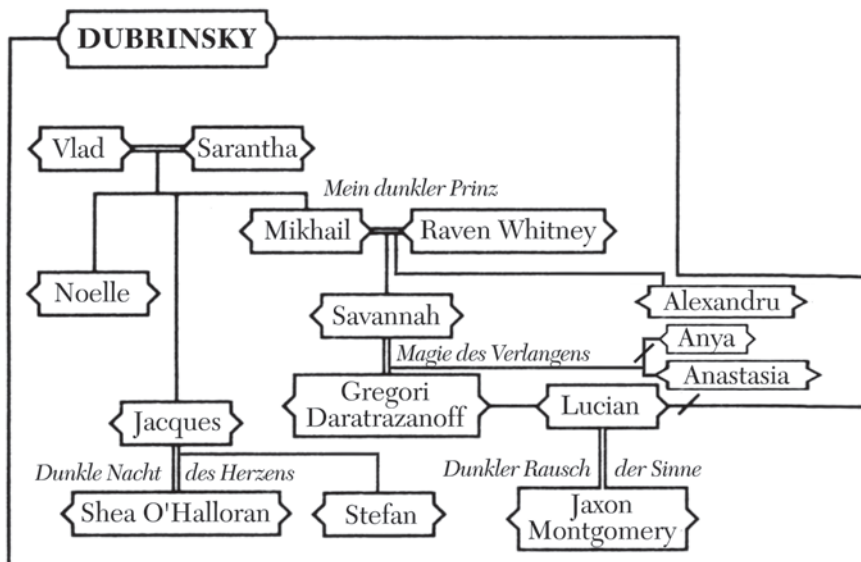 DUBRINSKY
Vlad
Sarantha
Mein dunkler Prinz
Mikhail
Raven Whitney
Noelle
Savannah
Alexandru
Magie des Verlangens
Anya
Anastasia
Gregori
Daratrazanoff
Lucian
Jacques
Dunkle Nacht des Herzens
Dunkler Rausch der Sinne
Shea O'Halloran
Stefan
Jaxon
Montgomery